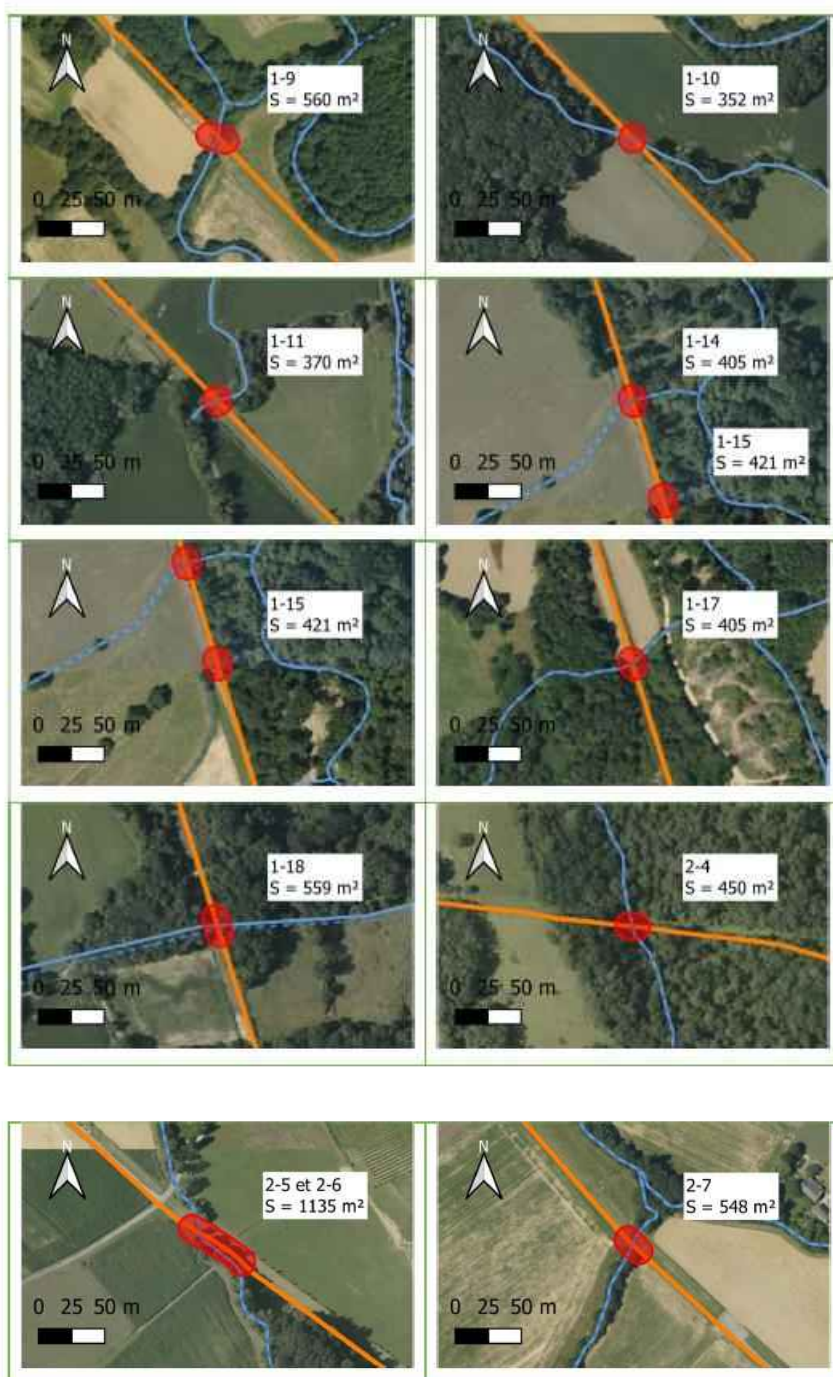 N
1-9
S = 560 m²
0 25 50 m
N
1-10
S = 352 m²
0 25 50 m
N
1-11
S = 370 m²
0 25 50 m
N
1-14
S = 405 m²
1-15
S = 421 m²
0 25 50 m
N
1-15
S = 421 m²
0 25 50 m
N
1-17
S = 405 m²
0 25 50 m
N
1-18
S = 559 m²
0 25 50 m
N
2-4
S = 450 m²
0 25 50 m
N
2-5 et 2-6
S = 1135 m²
0 25 50 m
N
2-7
S = 548 m²
0 25 50 m